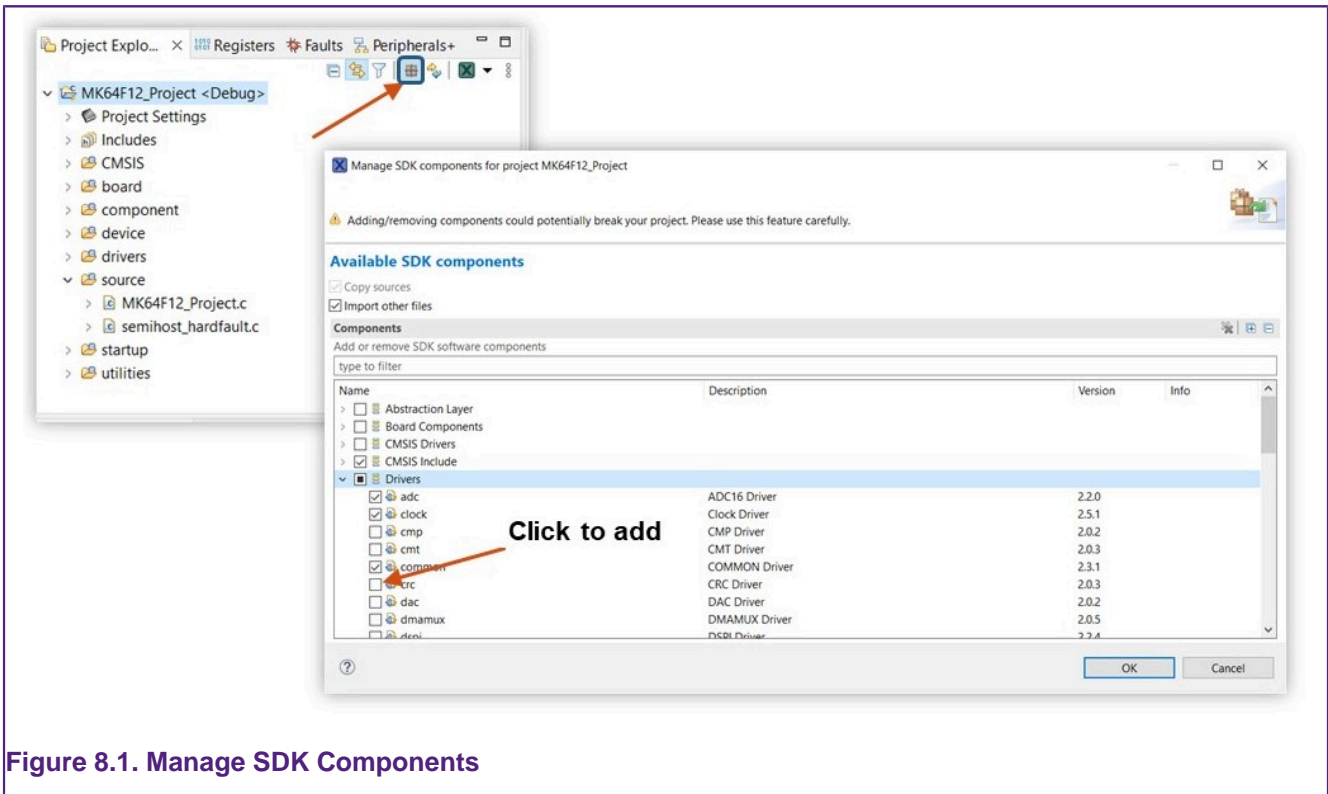 Project Explo... Registers Faults Peripherals+
MK64F12_Project <Debug>
Project Settings
Includes
CMSIS
board
component
device
drivers
source
MK64F12_Project.c
semihost_hardfault.c
startup
utilities
Manage SDK components for project MK64F12_Project
Adding/removing components could potentially break your project. Please use this feature carefully.
Available SDK components
Copy sources
Import other files
Components
Add or remove SDK software components
type to filter
Name Description Version Info
Abstraction Layer
Board Components
CMSIS Drivers
CMSIS Include
Drivers
adc ADC16 Driver 2.2.0
clock Clock Driver 2.5.1
cmp CMP Driver 2.0.2
Click to add
cmt CMT Driver 2.0.3
common COMMON Driver 2.3.1
crc CRC Driver 2.0.3
dac DAC Driver 2.0.2
dmamux DMAMUX Driver 2.0.5
dspi DSPI Driver 2.2.4
OK Cancel
Figure 8.1. Manage SDK Components